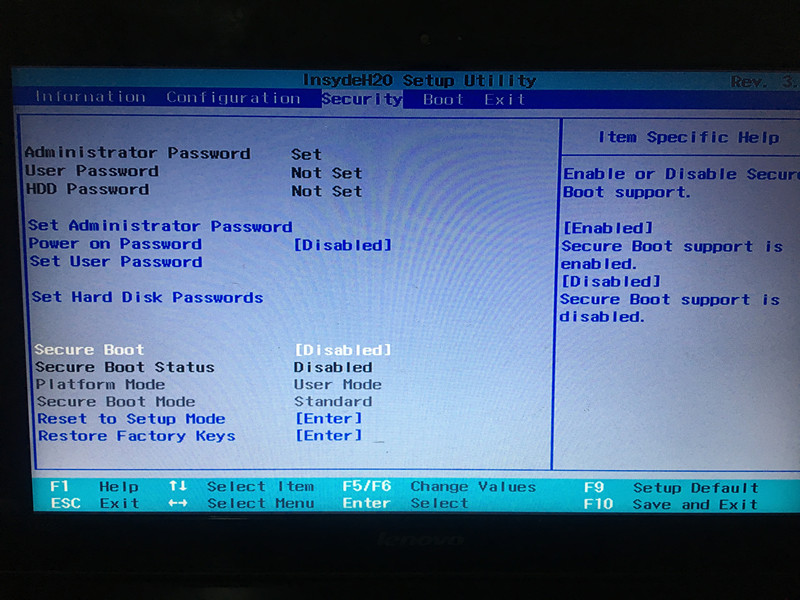 InsydeH20 Setup Utility Rev. 3.
Information Configuration Security Boot Exit
Item Specific Help
Administrator Password Set
User Password Not Set
HDD Password Not Set
Set Administrator Password
Power on Password [Disabled]
Set User Password
Set Hard Disk Passwords
Secure Boot [Disabled]
Secure Boot Status Disabled
Platform Mode User Mode
Secure Boot Mode Standard
Reset to Setup Mode [Enter]
Restore Factory Keys [Enter]
Enable or Disable Secure
Boot support.
[Enabled]
Secure Boot support is
enabled.
[Disabled]
Secure Boot support is
disabled.
F1 Help ↑↓ Select Item F5/F6 Change Values F9 Setup Default
ESC Exit ←→ Select Menu Enter Select F10 Save and Exit
lenovo